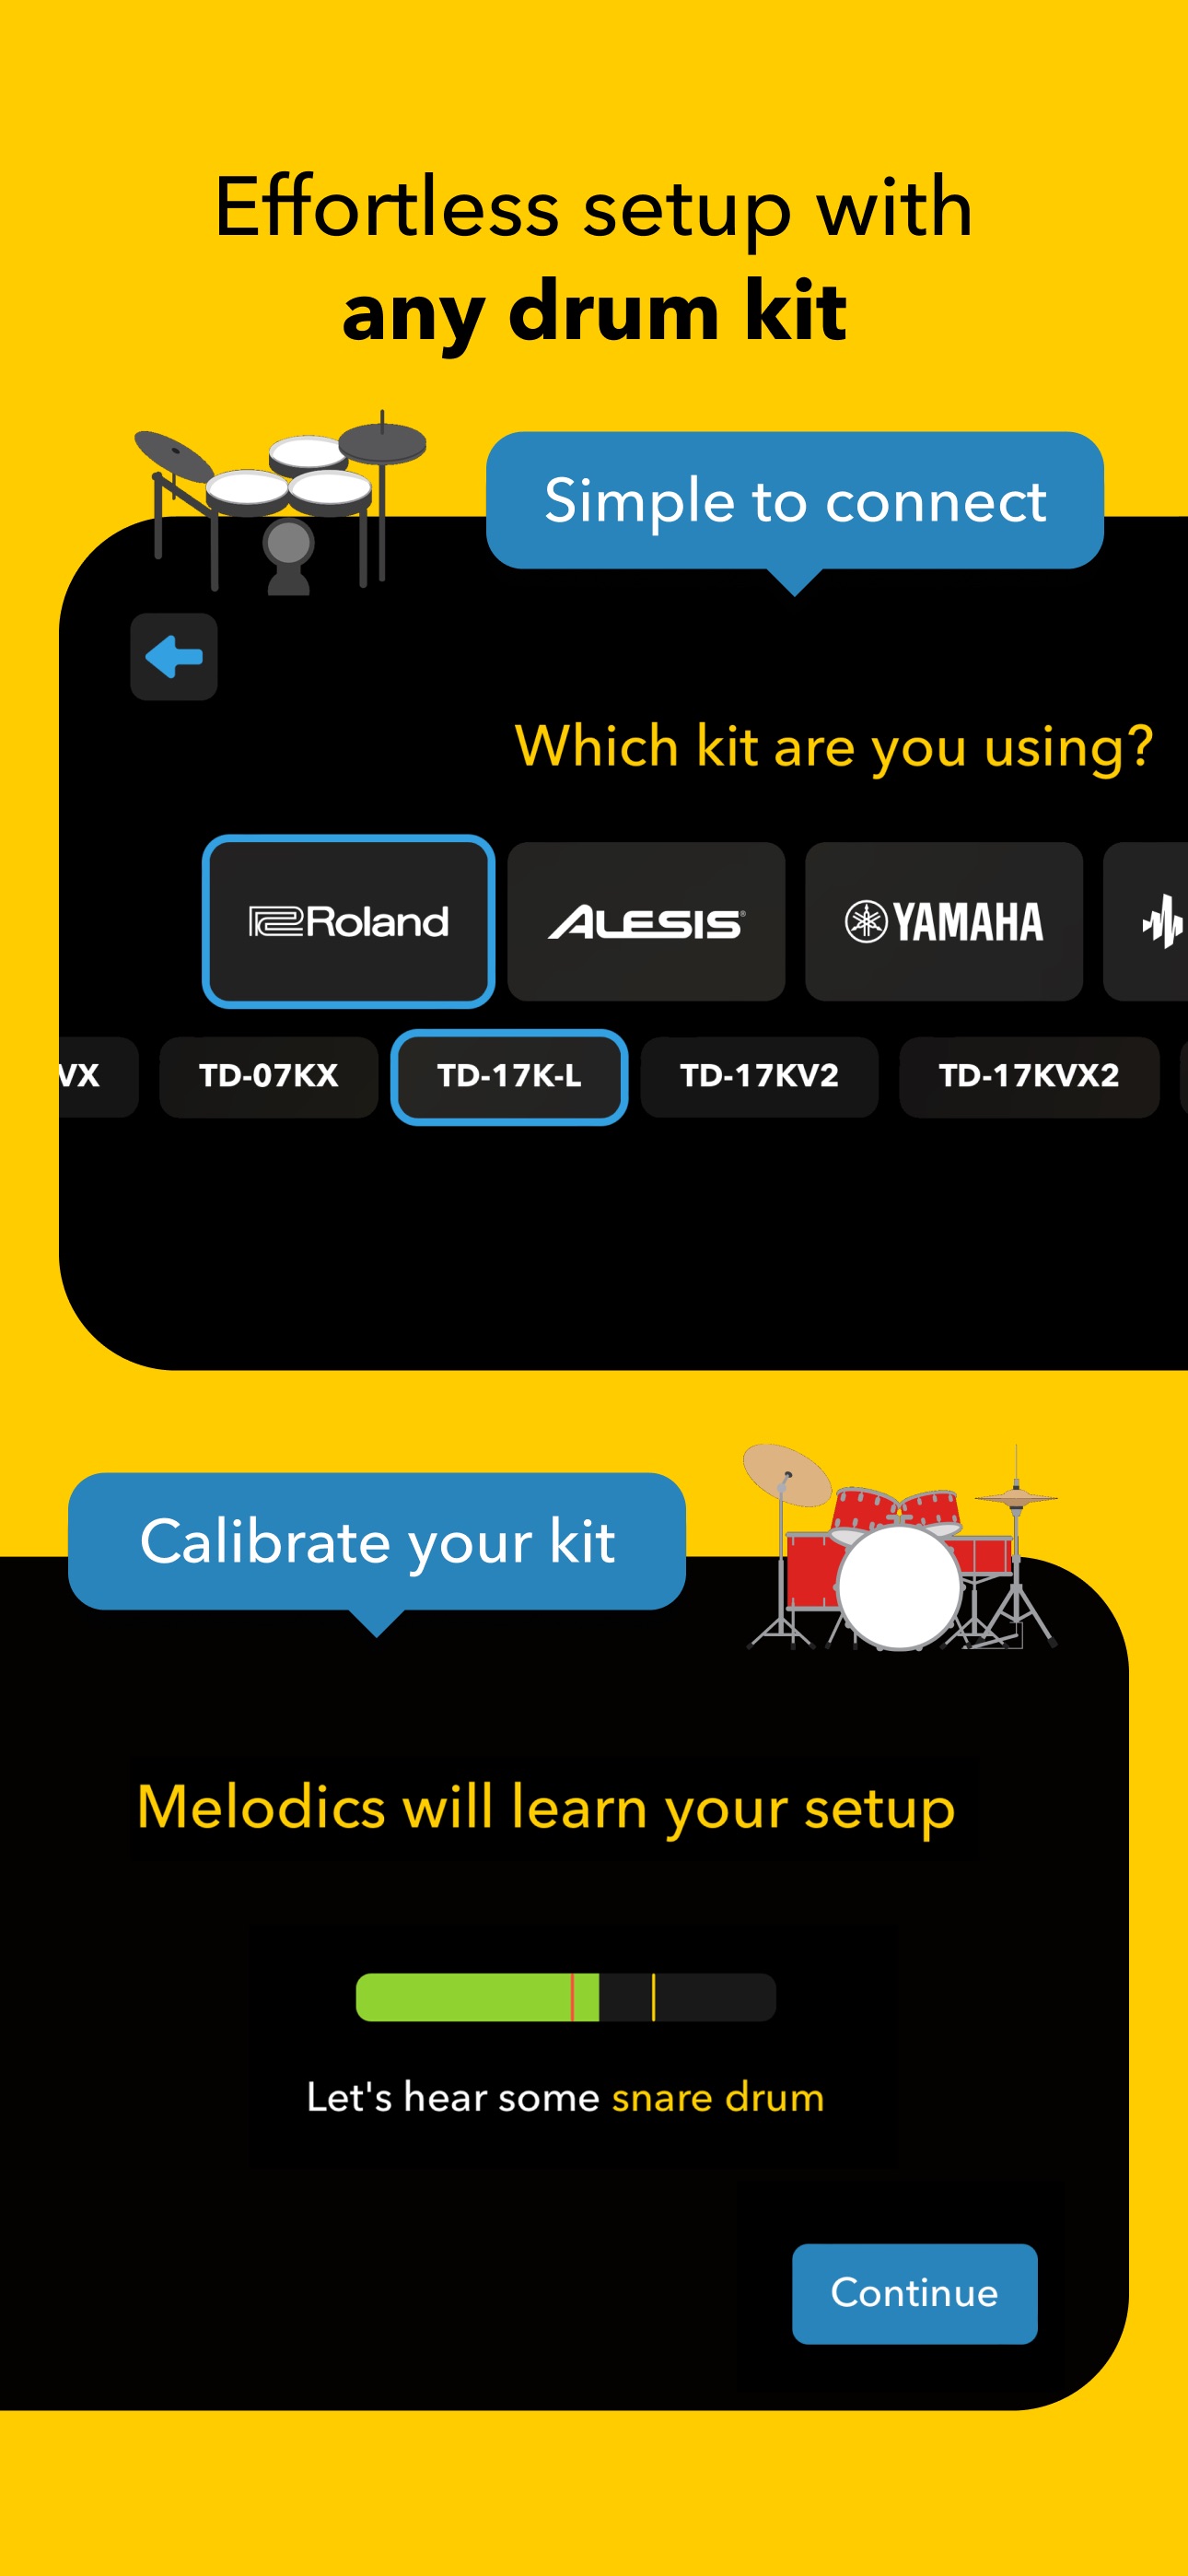 Effortless setup with
any drum kit
Simple to connect
Which kit are you using?
Roland
ALESIS
YAMAHA
VX
TD-07KX
TD-17K-L
TD-17KV2
TD-17KVX2
Calibrate your kit
Melodics will learn your setup
Let's hear some snare drum
Continue